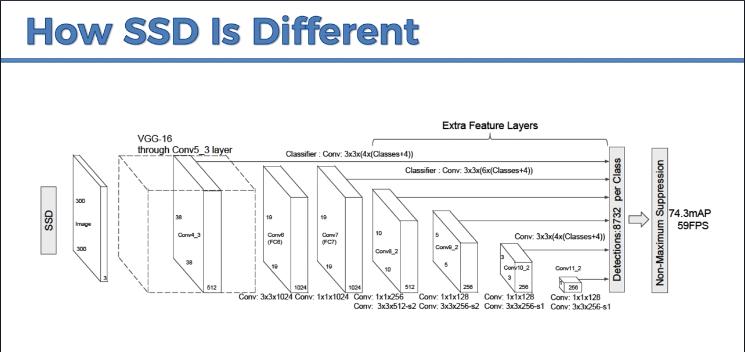 How SSD Is Different
Extra Feature Layers
VGG-16
through Conv5_3 layer
Classifier : Conv: 3x3x(4x(Classes+4))
Classifier : Conv: 3x3x(6x(Classes+4))
SSD
300
Image
300
3
38
Conv4_3
38
512
19
Conv6
(FC6)
19
1024
19
Conv7
(FC7)
19
1024
10
Conv8_2
10
512
5
Conv9_2
5
256
Conv: 3x3x(4x(Classes+4))
3
Conv10_2
3
256
Conv11_2
256
Detections:8732 per Class
Non-Maximum Suppression
74.3mAP
59FPS
Conv: 3x3x1024
Conv: 1x1x1024
Conv: 1x1x256
Conv: 3x3x512-s2
Conv: 1x1x128
Conv: 3x3x256-s2
Conv: 1x1x128
Conv: 3x3x256-s1
Conv: 1x1x128
Conv: 3x3x256-s1